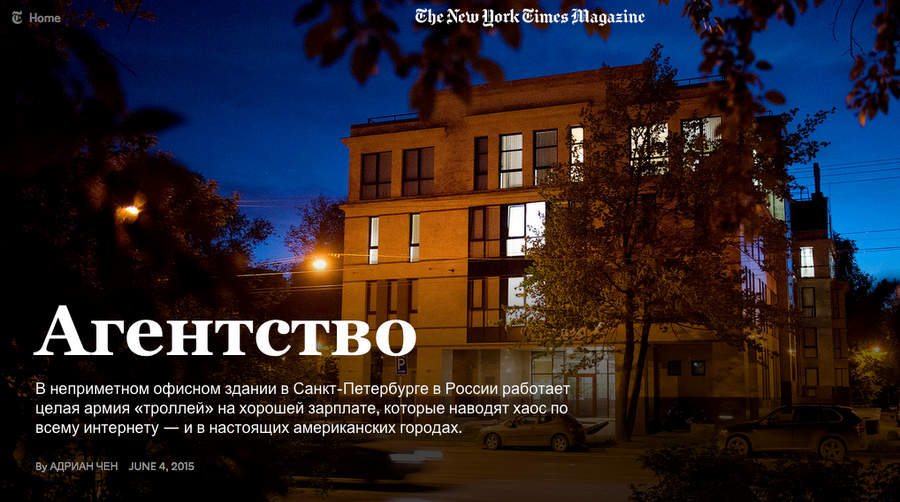 Home
The New York Times Magazine
Агентство
В неприметном офисном здании в Санкт-Петербурге в России работает
целая армия «троллей» на хорошей зарплате, которые наводят хаос по
всему интернету — и в настоящих американских городах.
By АДРИАН ЧЕН JUNE 4, 2015